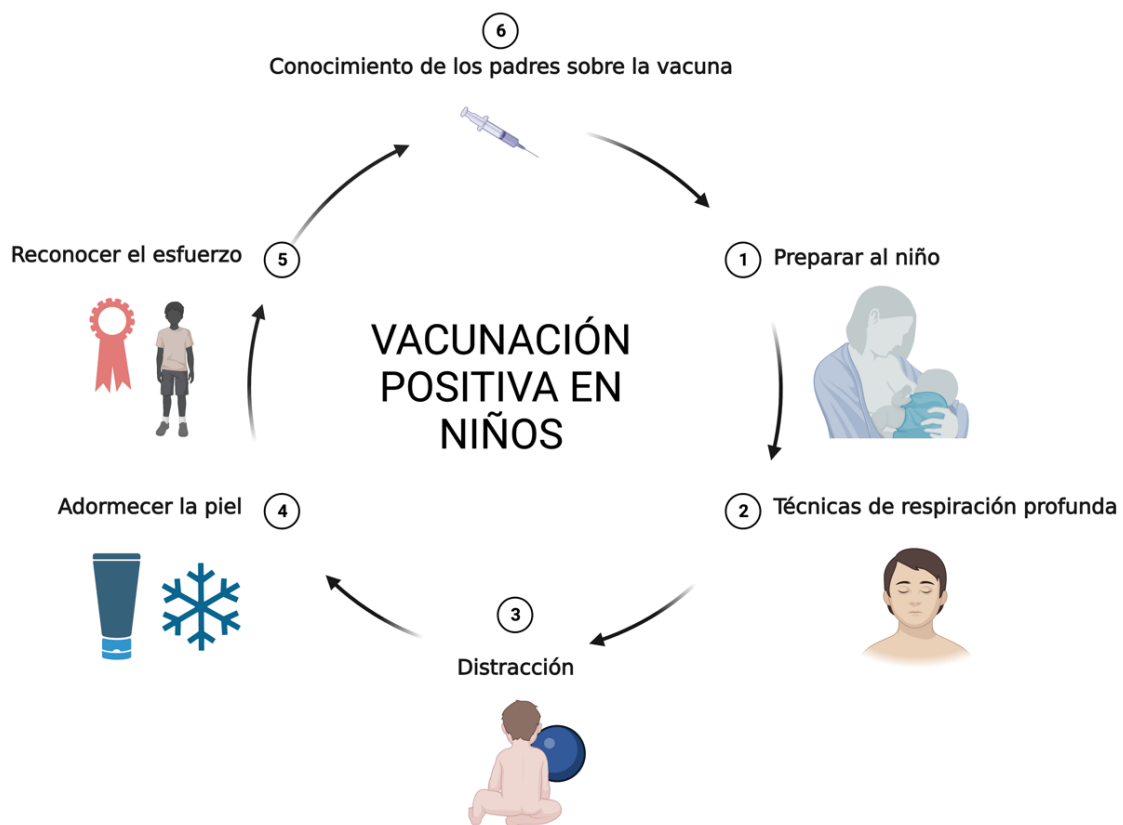 6
Conocimiento de los padres sobre la vacuna
Reconocer el esfuerzo 5
1 Preparar al niño
VACUNACIÓN
POSITIVA EN
NIÑOS
Adormecer la piel 4
2 Técnicas de respiración profunda
3
Distracción